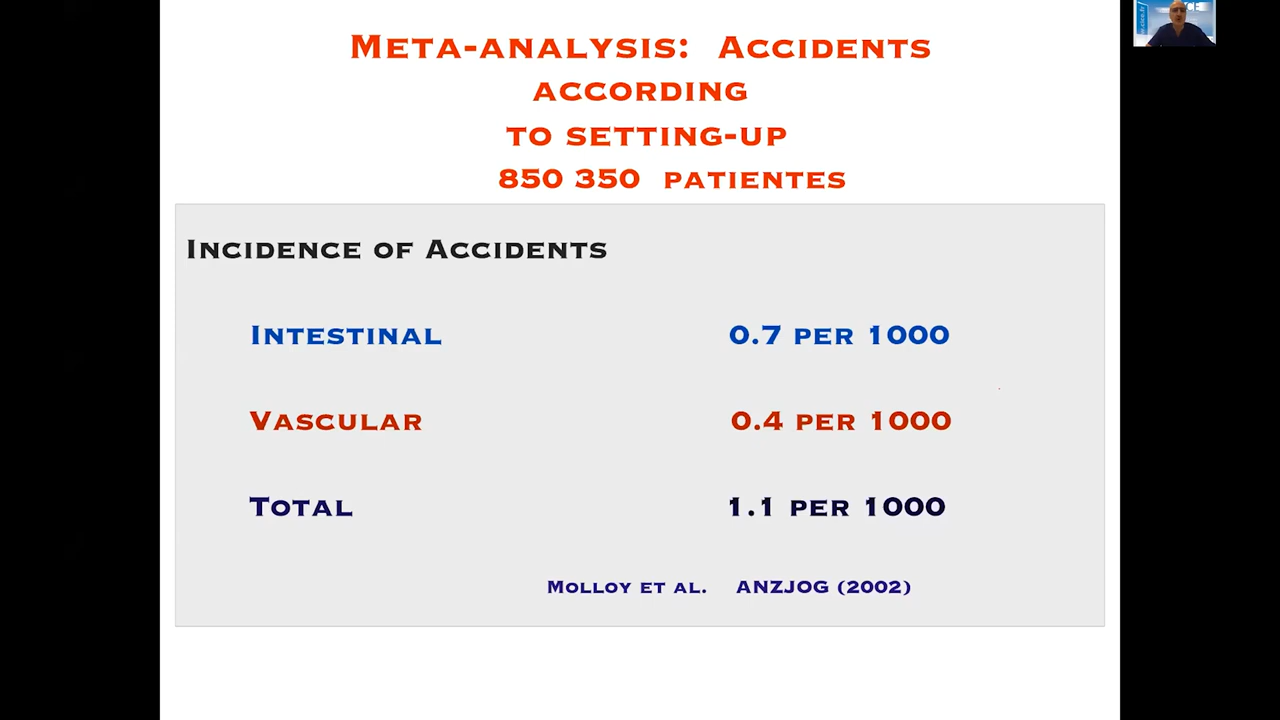 Meta-analysis: Accidents
according
to setting-up
850 350 patientes
Incidence of Accidents
Intestinal 0.7 per 1000
Vascular 0.4 per 1000
Total 1.1 per 1000
Molloy et al. ANZJOG (2002)